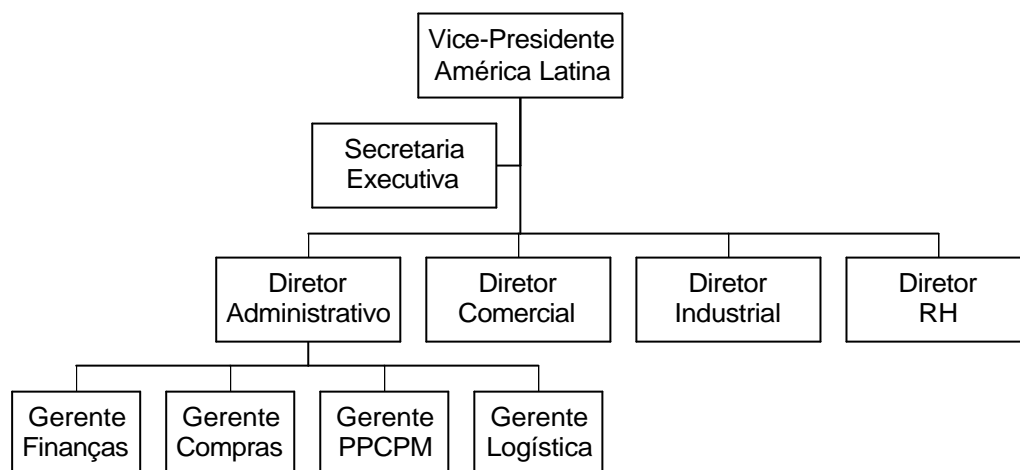 Vice-Presidente
América Latina
Secretaria
Executiva
Diretor
Administrativo
Diretor
Comercial
Diretor
Industrial
Diretor
RH
Gerente
Finanças
Gerente
Compras
Gerente
PPCPM
Gerente
Logística